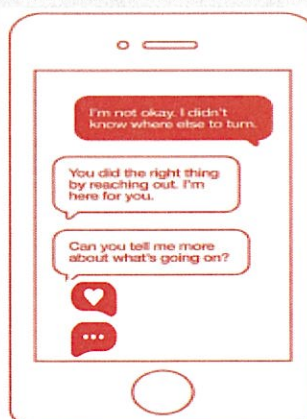 I'm not okay. I didn't
know where else to turn.
You did the right thing
by reaching out. I'm
here for you.
Can you tell me more
about what's going on?